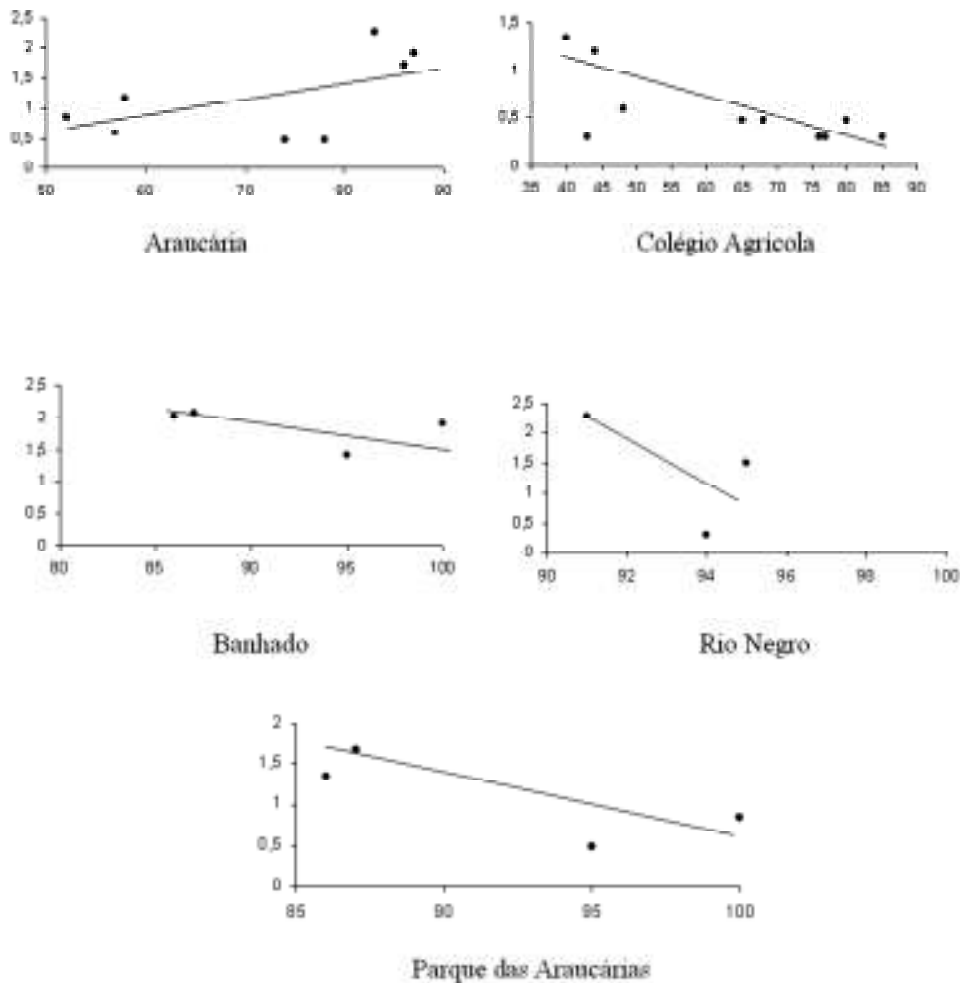 2,5
2
1,5
1
0,5
0
50 60 70 80 90
Araucária
1,5
1
0,5
0
35 40 45 50 55 60 65 70 75 80 85 90
Colégio Agrícola
2,5
2
1,5
1
0,5
0
80 85 90 95 100
Banhado
2,5
2
1,5
1
0,5
0
90 92 94 96 98 100
Rio Negro
2
1,5
1
0,5
0
85 90 95 100
Parque das Araucárias